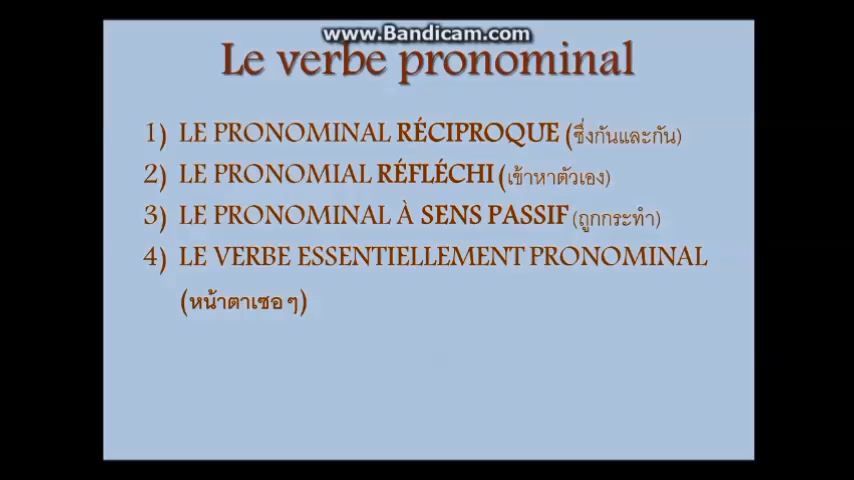 www.Bandicam.com
Le verbe pronominal
1) LE PRONOMINAL RÉCIPROQUE (ซึ่งกันและกัน)
2) LE PRONOMIAL RÉFLÉCHI (เข้าหาตัวเอง)
3) LE PRONOMINAL À SENS PASSIF (ถูกกระทำ)
4) LE VERBE ESSENTIELLEMENT PRONOMINAL
(หน้าตาเซอๆ)